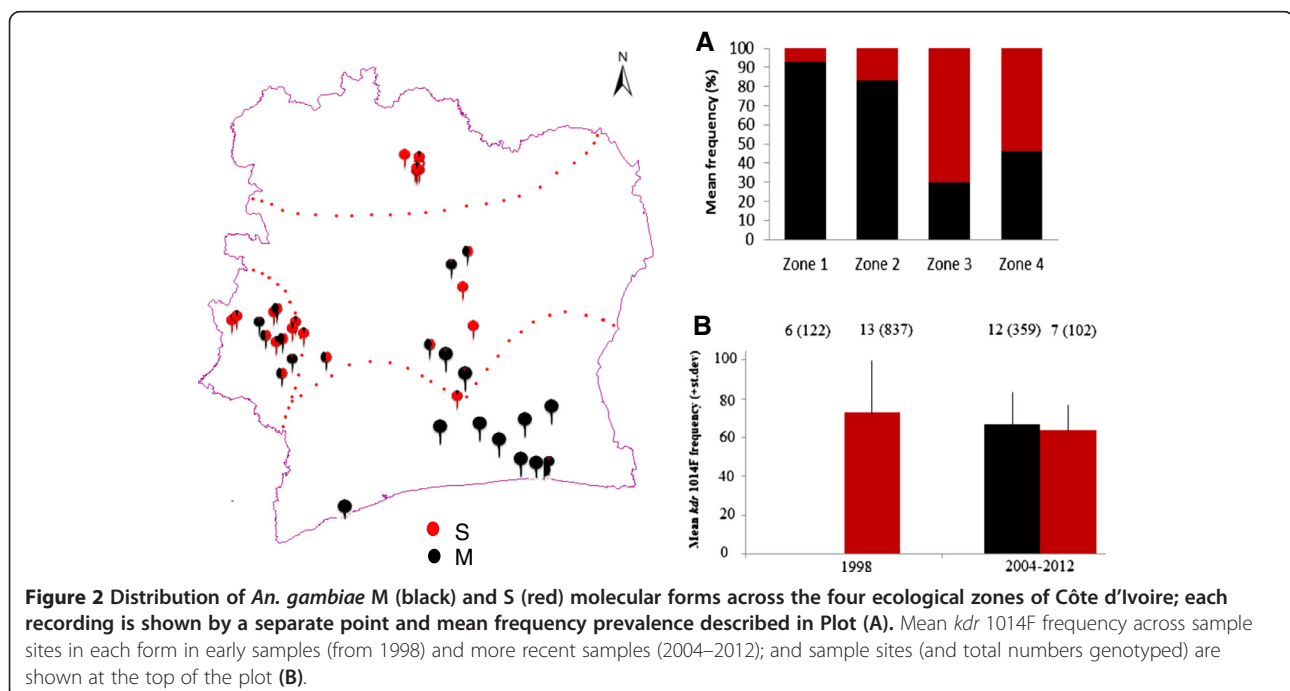 N
S
M
A
100
90
80
70
60
50
40
30
20
10
0
Mean frequency (%)
Zone 1 Zone 2 Zone 3 Zone 4
B
6 (122) 13 (837) 12 (359) 7 (102)
100
80
60
40
20
0
Mean kdr 1014F frequency (+st.dev)
1998 2004-2012
Figure 2 Distribution of An. gambiae M (black) and S (red) molecular forms across the four ecological zones of Côte d'Ivoire; each
recording is shown by a separate point and mean frequency prevalence described in Plot (A). Mean kdr 1014F frequency across sample
sites in each form in early samples (from 1998) and more recent samples (2004–2012); and sample sites (and total numbers genotyped) are
shown at the top of the plot (B).